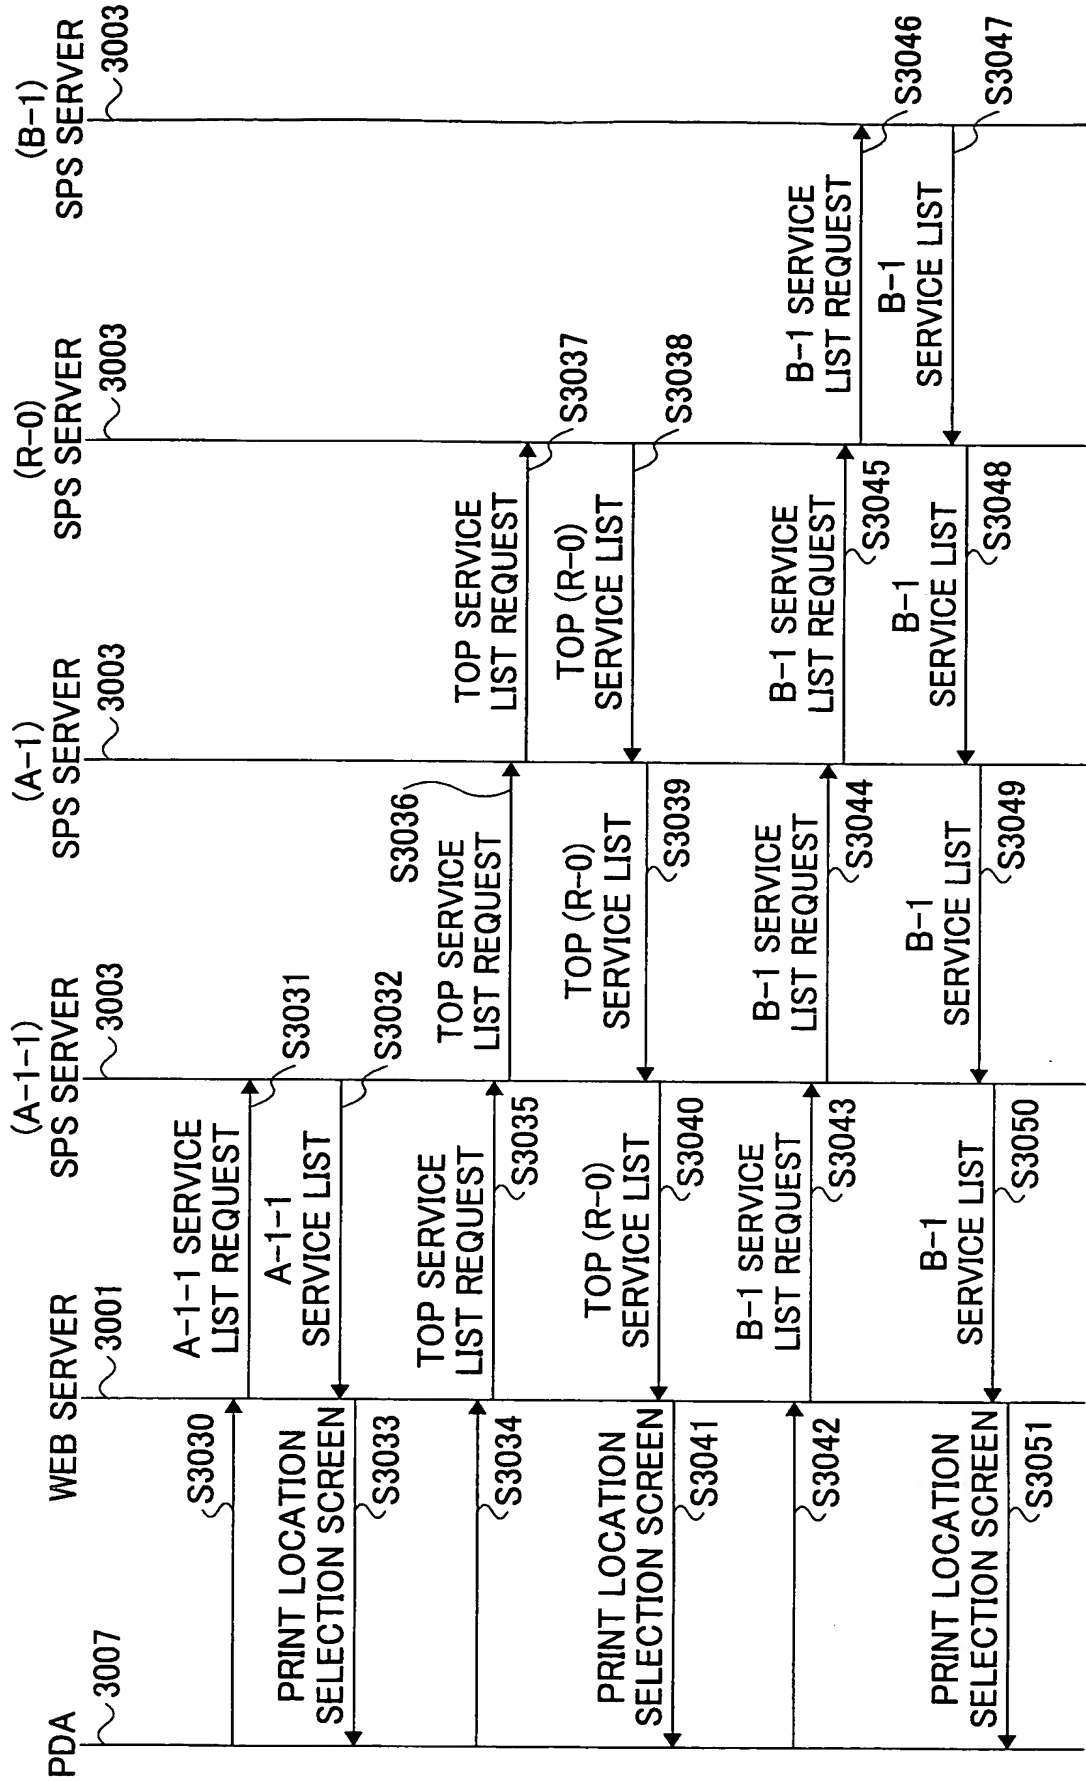 PDA
3007
WEB SERVER
3001
(A-1-1)
SPS SERVER
3003
(A-1)
SPS SERVER
3003
(R-0)
SPS SERVER
3003
(B-1)
SPS SERVER
3003
S3030
A-1-1 SERVICE
LIST REQUEST
S3031
A-1-1
SERVICE LIST
S3032
PRINT LOCATION
SELECTION SCREEN
S3033
S3034
TOP SERVICE
LIST REQUEST
S3035
TOP SERVICE
LIST REQUEST
S3036
TOP SERVICE
LIST REQUEST
S3037
TOP (R-0)
SERVICE LIST
S3038
TOP (R-0)
SERVICE LIST
S3039
TOP (R-0)
SERVICE LIST
S3040
PRINT LOCATION
SELECTION SCREEN
S3041
S3042
B-1 SERVICE
LIST REQUEST
S3043
B-1 SERVICE
LIST REQUEST
S3044
B-1 SERVICE
LIST REQUEST
S3045
B-1 SERVICE
LIST REQUEST
S3046
B-1
SERVICE LIST
S3047
B-1
SERVICE LIST
S3048
B-1
SERVICE LIST
S3049
B-1
SERVICE LIST
S3050
PRINT LOCATION
SELECTION SCREEN
S3051